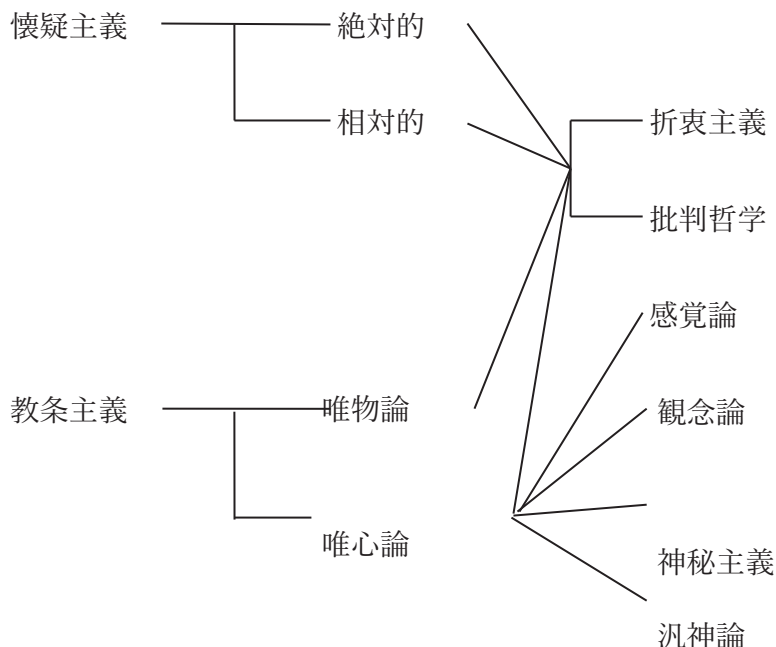 懐疑主義
絶対的
相対的
折衷主義
批判哲学
感覚論
教条主義
唯物論
観念論
唯心論
神秘主義
汎神論